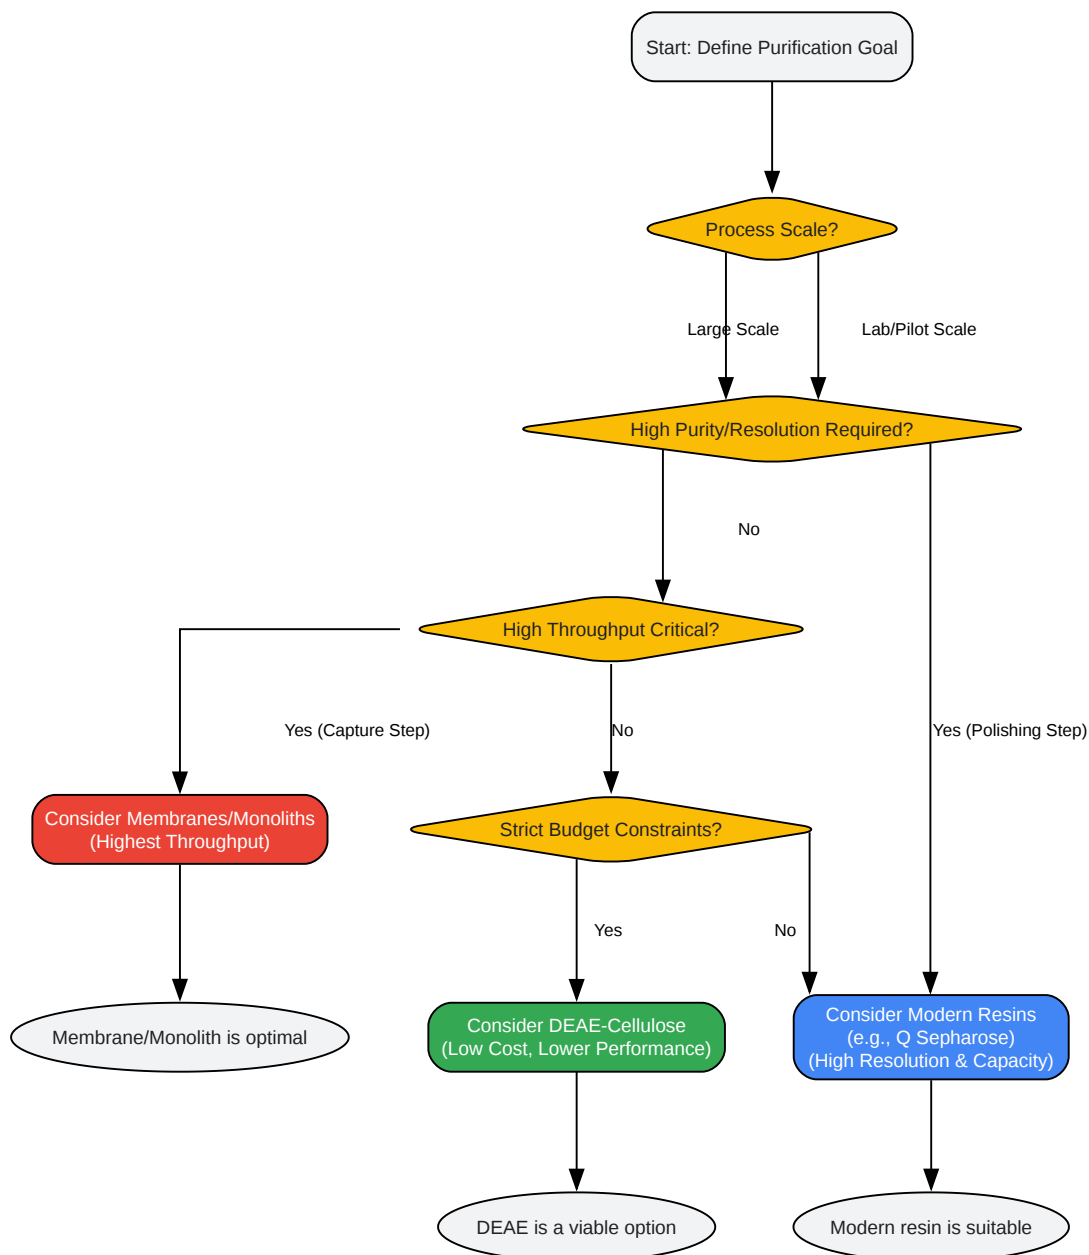 Start: Define Purification Goal
Process Scale?
Large Scale
Lab/Pilot Scale
High Purity/Resolution Required?
No
High Throughput Critical?
Yes (Capture Step)
No
Yes (Polishing Step)
Consider Membranes/Monoliths
(Highest Throughput)
Strict Budget Constraints?
Yes
No
Membrane/Monolith is optimal
Consider DEAE-Cellulose
(Low Cost, Lower Performance)
Consider Modern Resins
(e.g., Q Sepharose)
(High Resolution & Capacity)
DEAE is a viable option
Modern resin is suitable